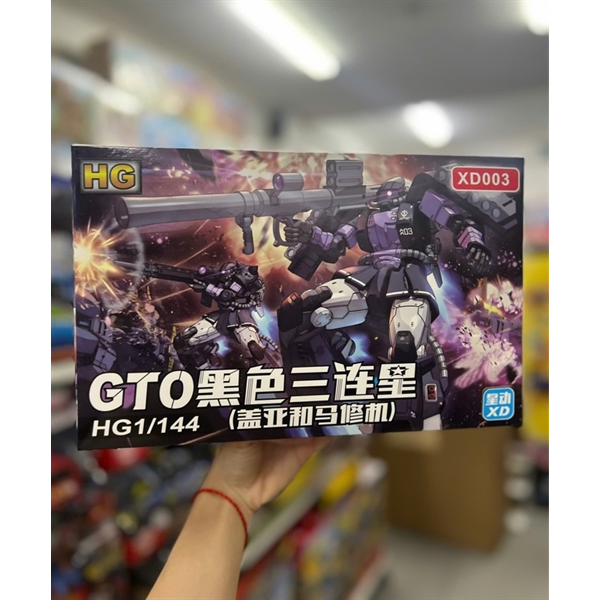 HG
XD003
A03
GTO黑色三连星
HG1/144
(盖亚和马修机)
星动
XD